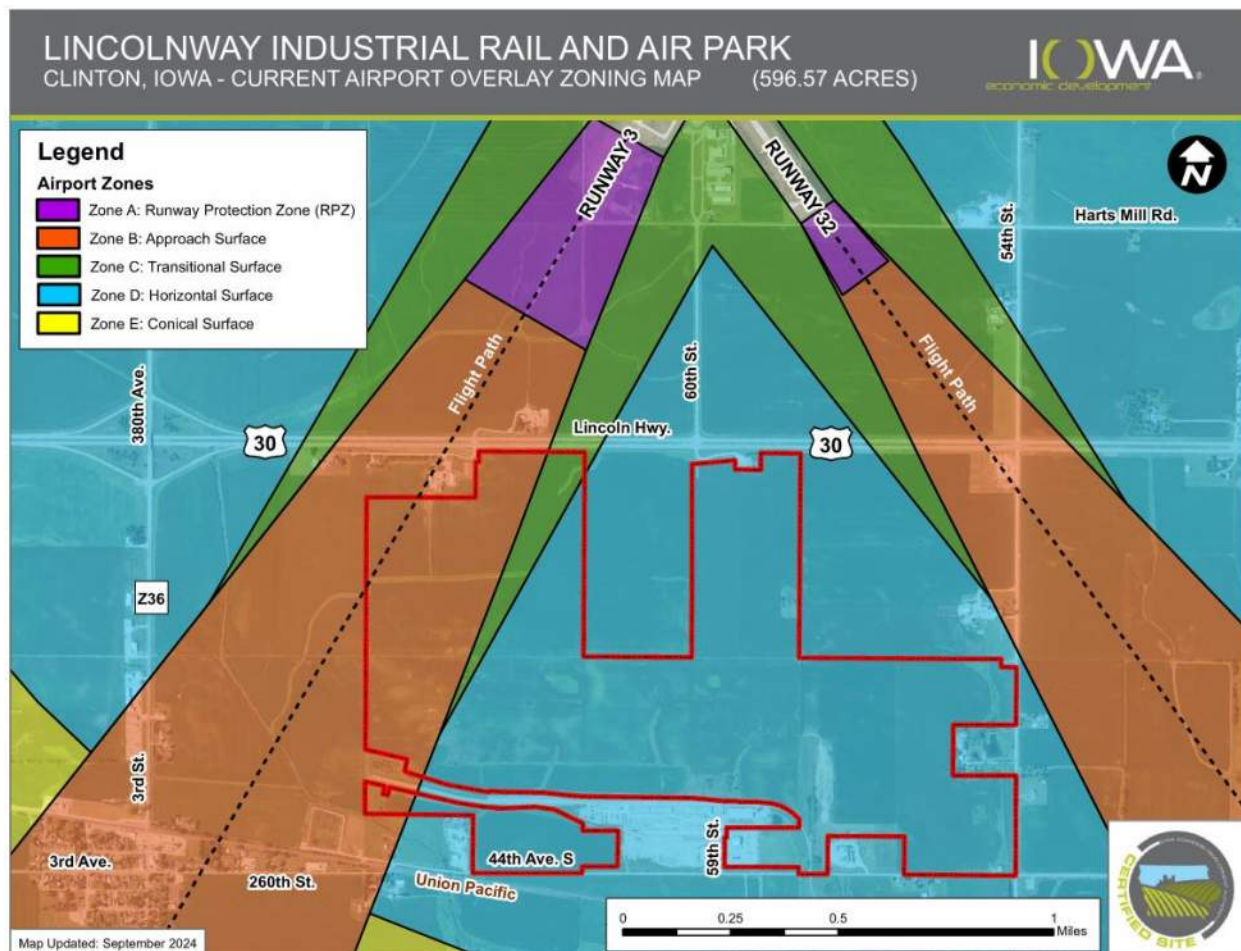 LINCOLNWAY INDUSTRIAL RAIL AND AIR PARK
CLINTON, IOWA - CURRENT AIRPORT OVERLAY ZONING MAP (596.57 ACRES)
IOWA
economic development
Legend
Airport Zones
Zone A: Runway Protection Zone (RPZ)
Zone B: Approach Surface
Zone C: Transitional Surface
Zone D: Horizontal Surface
Zone E: Conical Surface
RUNWAY 3
RUNWAY 32
N
Harts Mill Rd.
54th St.
380th Ave.
Flight Path
60th St.
Flight Path
30
Lincoln Hwy.
30
Z36
3rd St.
3rd Ave.
260th St.
44th Ave. S
59th St.
Union Pacific
0 0.25 0.5 1
Miles
CERTIFIED SITE
Map Updated: September 2024